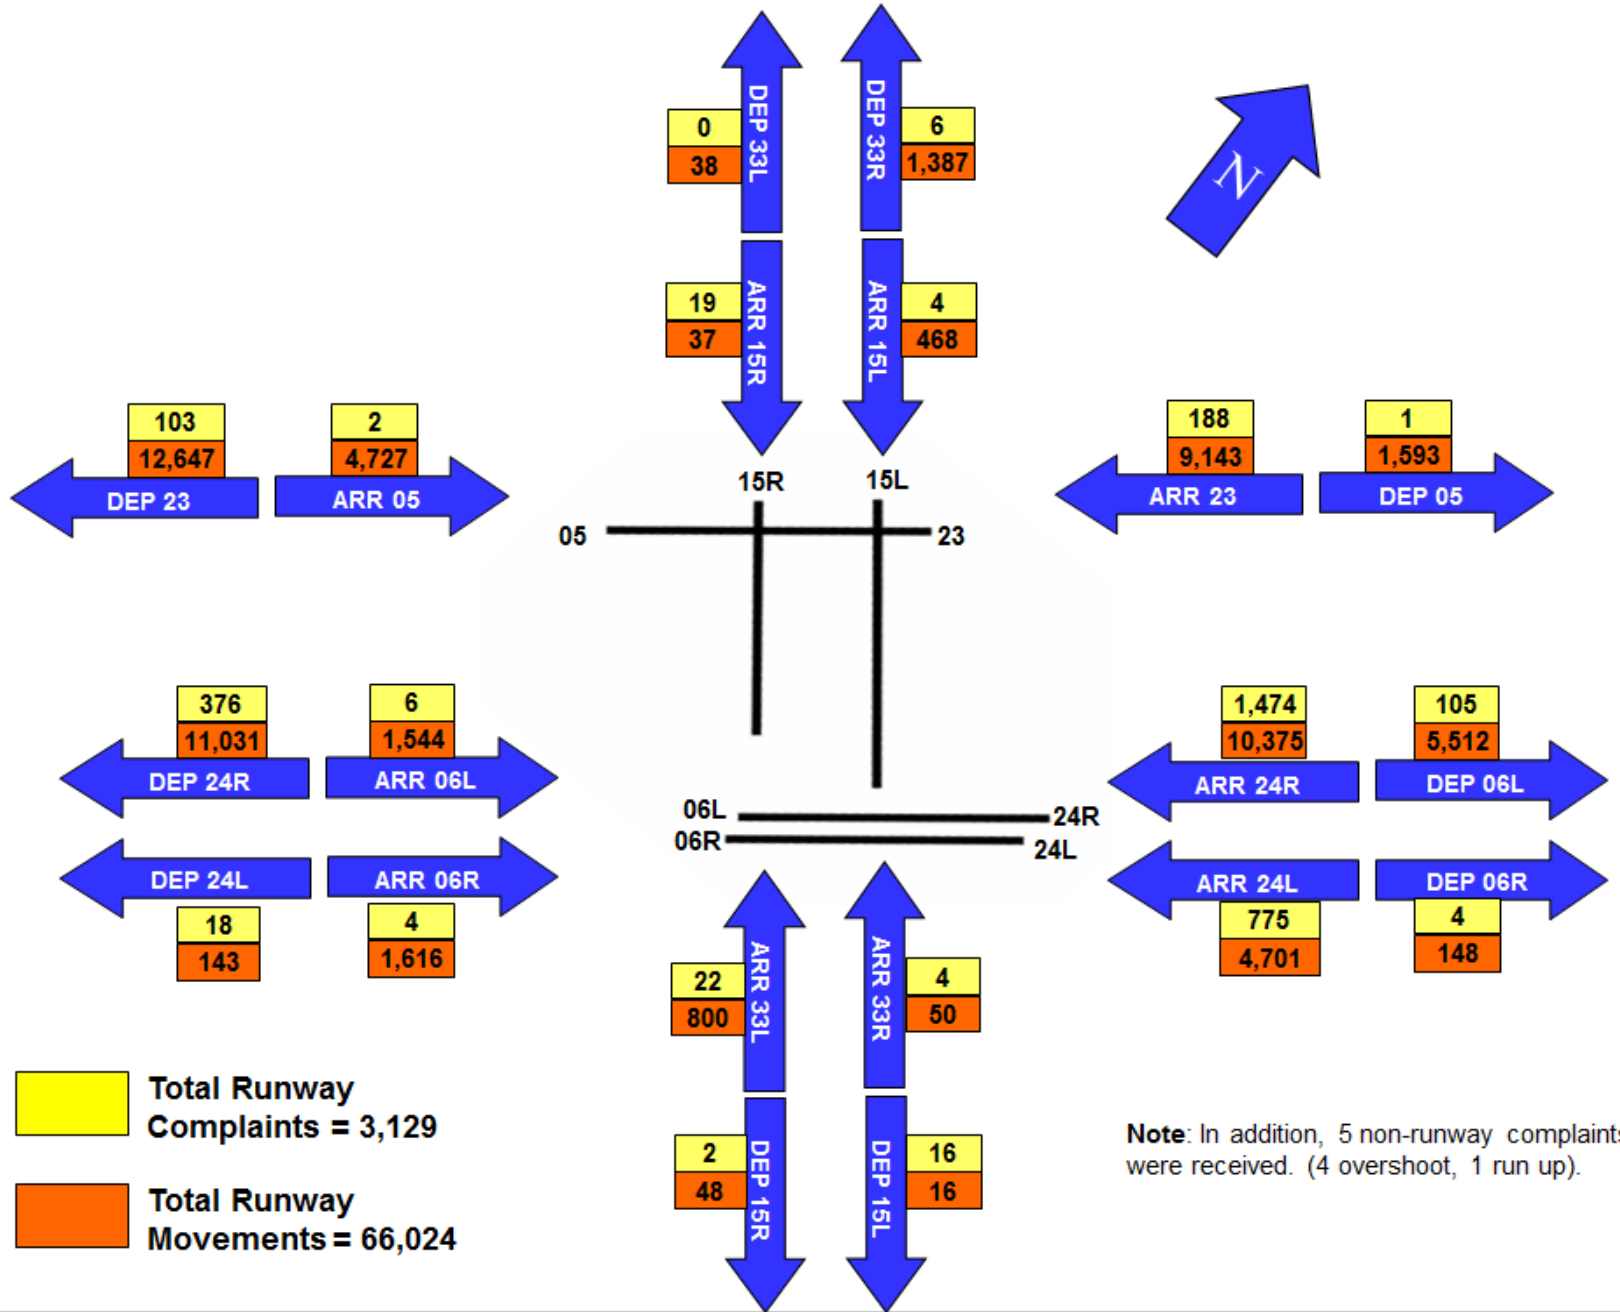 DEP 33L
0
38
DEP 33R
6
1,387
N
ARR 15R
19
37
ARR 15L
4
468
103
12,647
DEP 23
2
4,727
ARR 05
188
9,143
ARR 23
1
1,593
DEP 05
15R
15L
05
23
376
11,031
DEP 24R
6
1,544
ARR 06L
1,474
10,375
ARR 24R
105
5,512
DEP 06L
06L
24R
06R
24L
DEP 24L
18
143
ARR 06R
4
1,616
ARR 24L
775
4,701
DEP 06R
4
148
ARR 33L
22
800
ARR 33R
4
50
DEP 15R
2
48
DEP 15L
16
16
Total Runway
Complaints = 3,129
Total Runway
Movements = 66,024
Note: In addition, 5 non-runway complaints
were received. (4 overshoot, 1 run up).